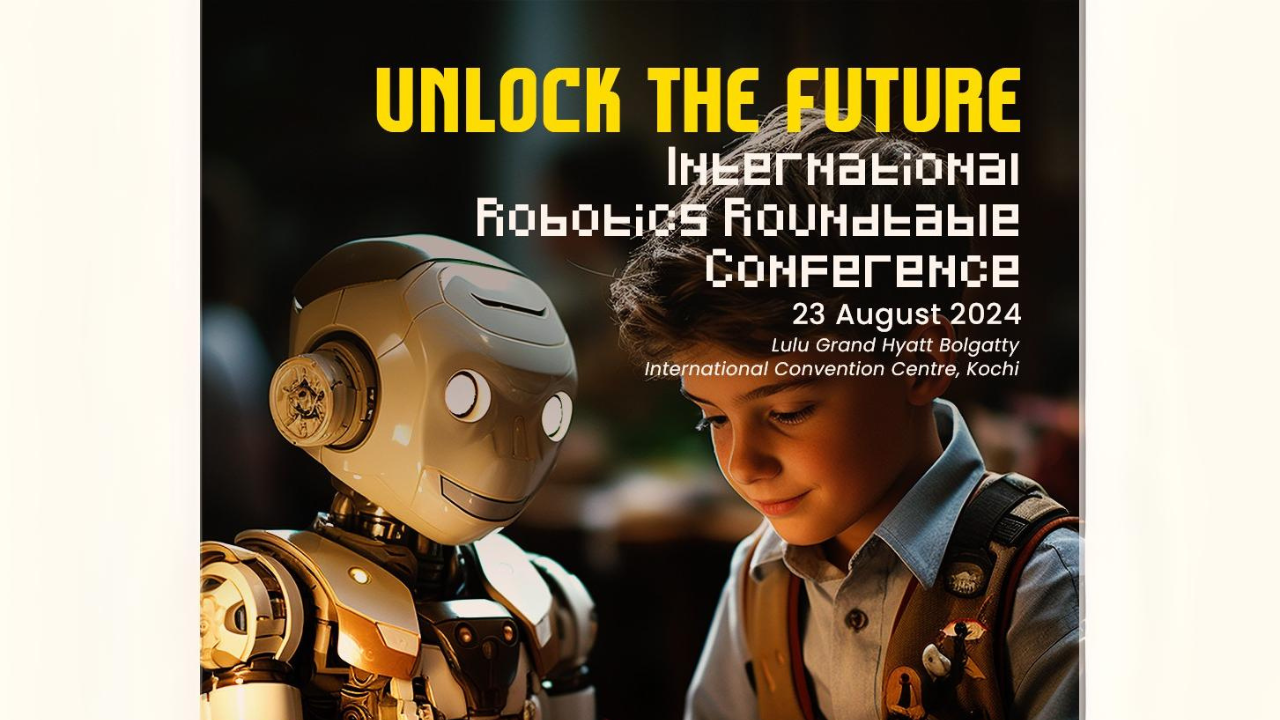 UNLOCK THE FUTURE
International
Robotics Roundtable
Conference
23 August 2024
Lulu Grand Hyatt Bolgatty
International Convention Centre, Kochi